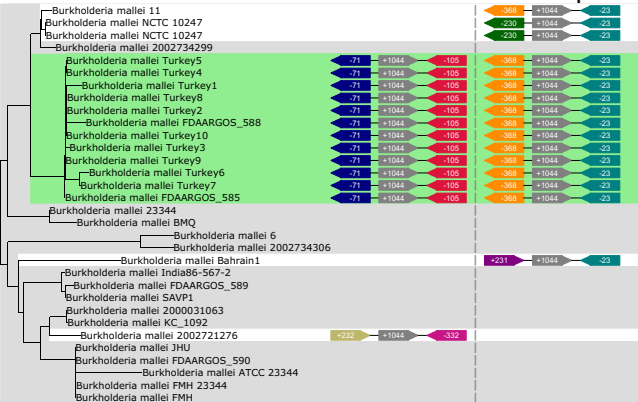 Burkholderia mallei 11 -368 +1044 -23
Burkholderia mallei NCTC 10247 -230 +1044 -23
Burkholderia mallei NCTC 10247 -230 +1044 -23
Burkholderia mallei 2002734299
Burkholderia mallei Turkey5 -71 +1044 -105 -368 +1044 -23
Burkholderia mallei Turkey4 -71 +1044 -105 -368 +1044 -23
Burkholderia mallei Turkey1 -71 +1044 -105 -368 +1044 -23
Burkholderia mallei Turkey8 -71 +1044 -105 -368 +1044 -23
Burkholderia mallei Turkey2 -71 +1044 -105 -368 +1044 -23
Burkholderia mallei FDAARGOS_588 -71 +1044 -105 -368 +1044 -23
Burkholderia mallei Turkey10 -71 +1044 -105 -368 +1044 -23
Burkholderia mallei Turkey3 -71 +1044 -105 -368 +1044 -23
Burkholderia mallei Turkey9 -71 +1044 -105 -368 +1044 -23
Burkholderia mallei Turkey6 -71 +1044 -105 -368 +1044 -23
Burkholderia mallei Turkey7 -71 +1044 -105 -368 +1044 -23
Burkholderia mallei FDAARGOS_585 -71 +1044 -105 -368 +1044 -23
Burkholderia mallei 23344
Burkholderia mallei BMQ
Burkholderia mallei 6
Burkholderia mallei 2002734306
Burkholderia mallei Bahrain1 +231 +1044 -23
Burkholderia mallei India86-567-2
Burkholderia mallei FDAARGOS_589
Burkholderia mallei SAVP1
Burkholderia mallei 2000031063
Burkholderia mallei KC_1092
Burkholderia mallei 2002721276 +232 +1044 -332
Burkholderia mallei JHU
Burkholderia mallei FDAARGOS_590
Burkholderia mallei ATCC 23344
Burkholderia mallei FMH 23344
Burkholderia mallei FMH